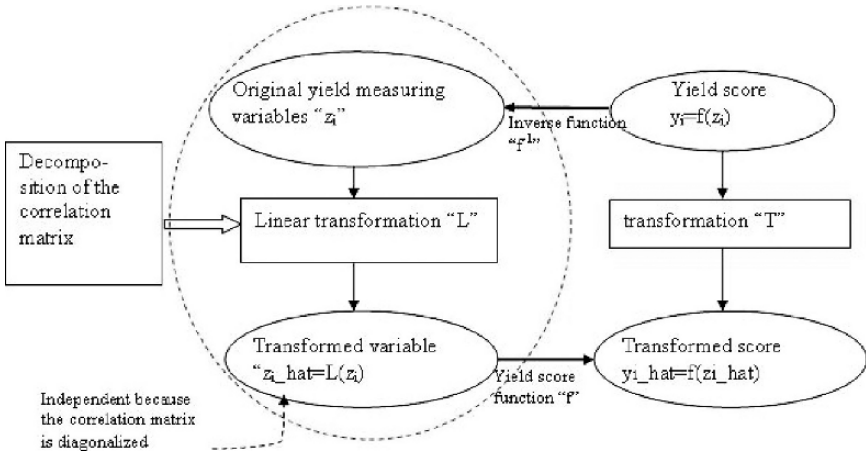 Original yield measuring
variables “zi”
Yield score
yi=f(zi)
Inverse function
“f1”
Decompo-
sition of the
correlation
matrix
Linear transformation “L”
transformation “T”
Transformed variable
“zi_hat=L(zi)
Transformed score
yi_hat=f(zi_hat)
Yield score
function “f”
Independent because
the correlation matrix
is diagonalized